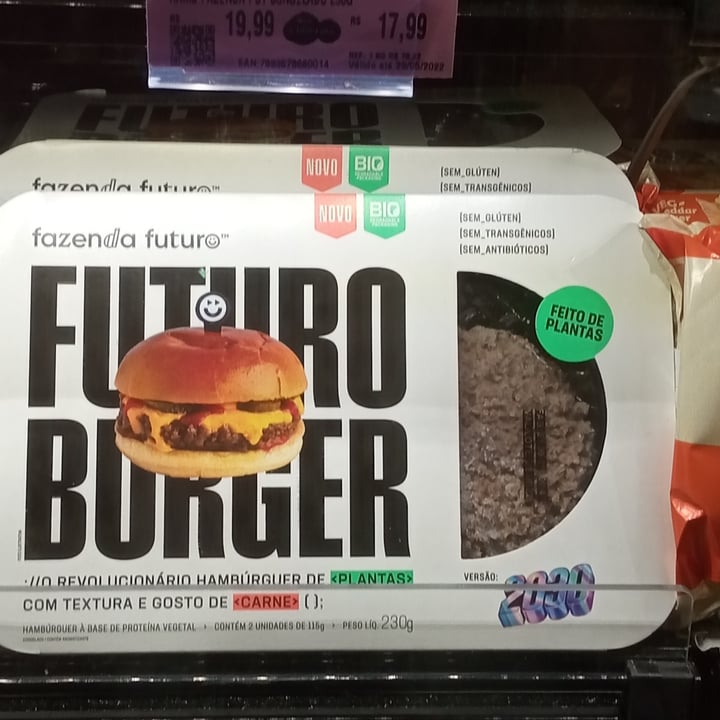 R$ 19,99 R$ 17,99
fazenda futuro™
NOVO BIO
[SEM_GLÚTEN]
[SEM_TRANSGÊNICOS]
fazenda futuro™
NOVO BIO
[SEM_GLÚTEN]
[SEM_TRANSGÊNICOS]
[SEM_ANTIBIÓTICOS]
FUTURO
BURGER
FEITO DE
PLANTAS
://O REVOLUCIONÁRIO HAMBÚRGUER DE <PLANTAS>
COM TEXTURA E GOSTO DE <CARNE> ( );
VERSÃO:
2030
HAMBÚRGUER À BASE DE PROTEÍNA VEGETAL > CONTÉM 2 UNIDADES DE 115g > PESO LÍQ. 230g